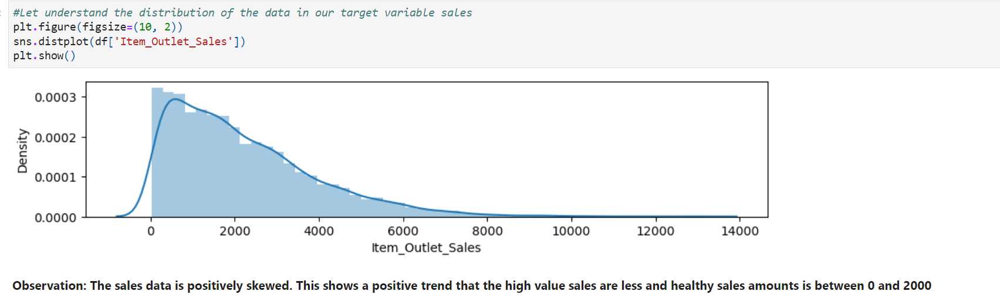 #Let understand the distribution of the data in our target variable sales
plt.figure(figsize=(10, 2))
sns.distplot(df['Item_Outlet_Sales'])
plt.show()
0.0003
0.0002
0.0001
0.0000
Density
0 2000 4000 6000 8000 10000 12000 14000
Item_Outlet_Sales
Observation: The sales data is positively skewed. This shows a positive trend that the high value sales are less and healthy sales amounts is between 0 and 2000